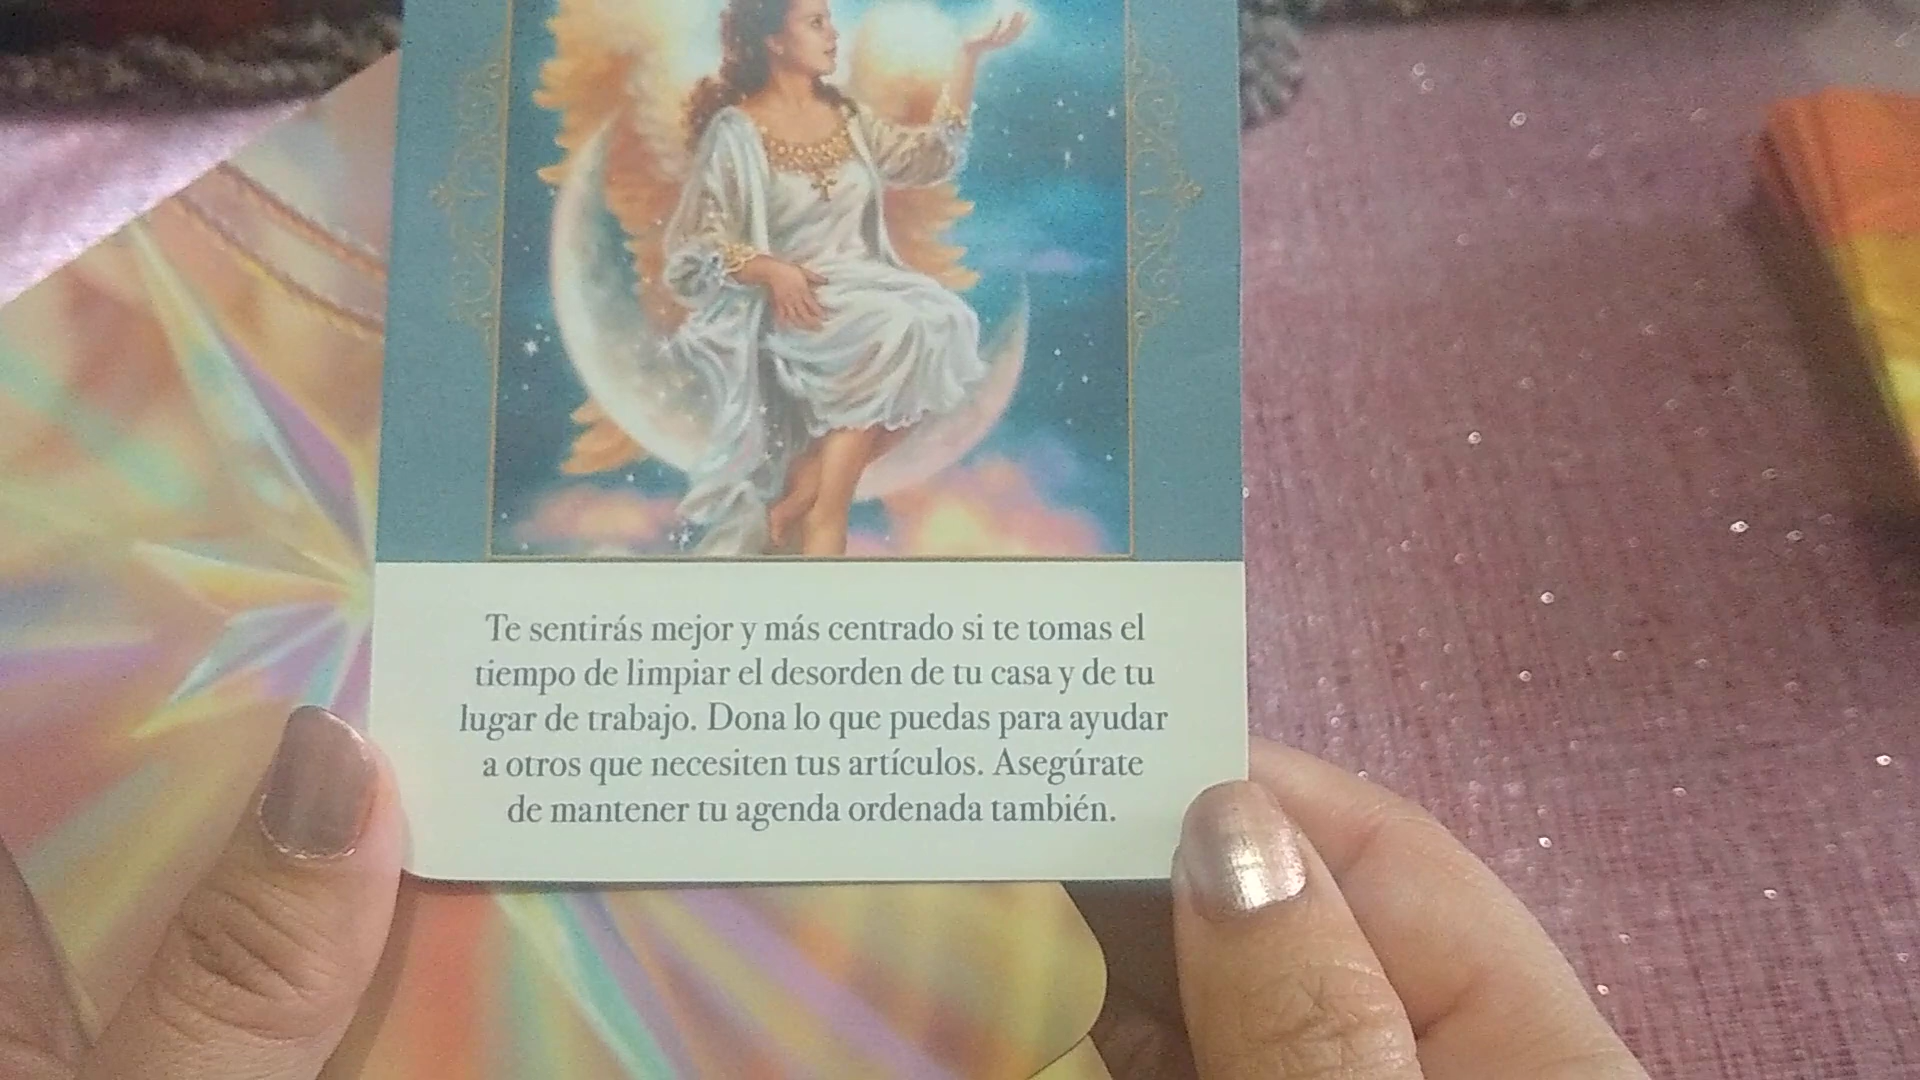 Te sentirás mejor y más centrado si te tomas el
tiempo de limpiar el desorden de tu casa y de tu
lugar de trabajo. Dona lo que puedas para ayudar
a otros que necesiten tus artículos. Asegúrate
de mantener tu agenda ordenada también.